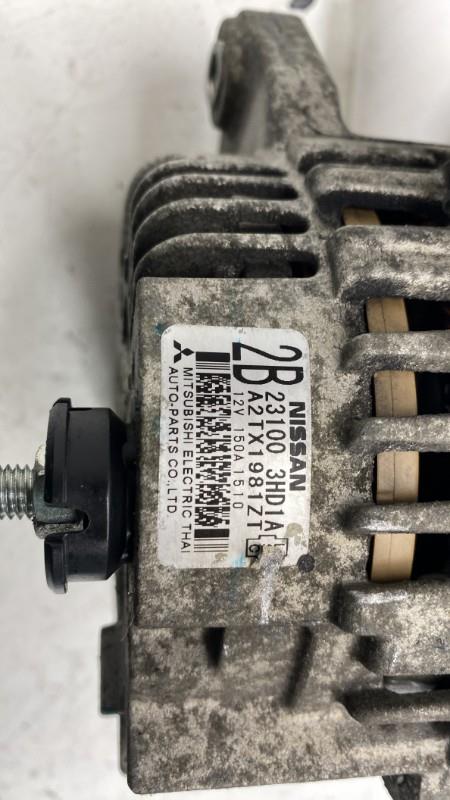 NISSAN
2B
23100 3HD1A
A2TX1981ZT
12V 150A 1510
MITSUBISHI ELECTRIC THAI
AUTO-PARTS CO.,LTD